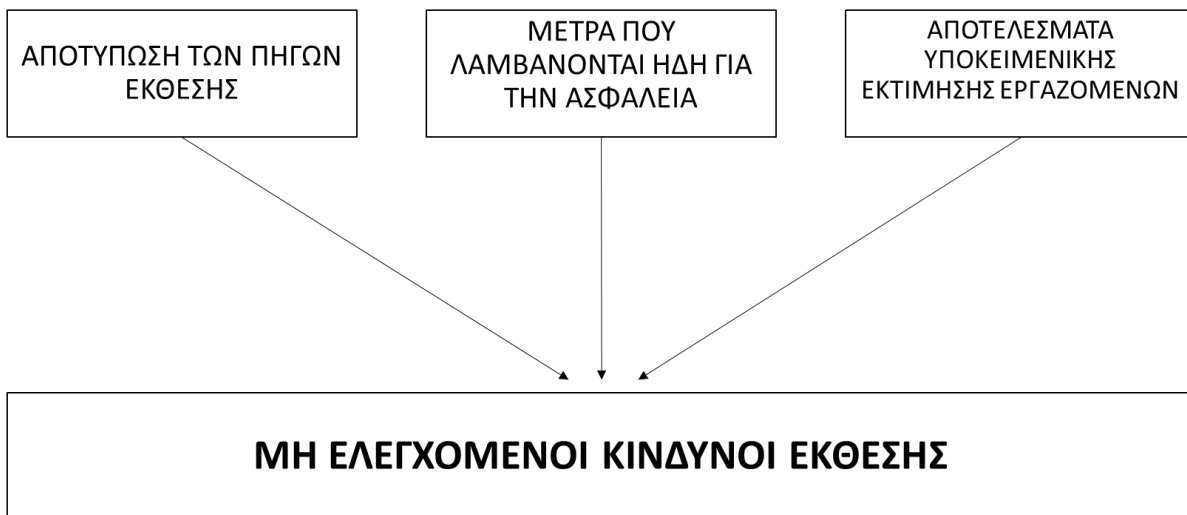 ΑΠΟΤΥΠΩΣΗ ΤΩΝ ΠΗΓΩΝ
ΕΚΘΕΣΗΣ
ΜΕΤΡΑ ΠΟΥ
ΛΑΜΒΑΝΟΝΤΑΙ ΗΔΗ ΓΙΑ
ΤΗΝ ΑΣΦΑΛΕΙΑ
ΑΠΟΤΕΛΕΣΜΑΤΑ
ΥΠΟΚΕΙΜΕΝΙΚΗΣ
ΕΚΤΙΜΗΣΗΣ ΕΡΓΑΖΟΜΕΝΩΝ
ΜΗ ΕΛΕΓΧΟΜΕΝΟΙ ΚΙΝΔΥΝΟΙ ΕΚΘΕΣΗΣ